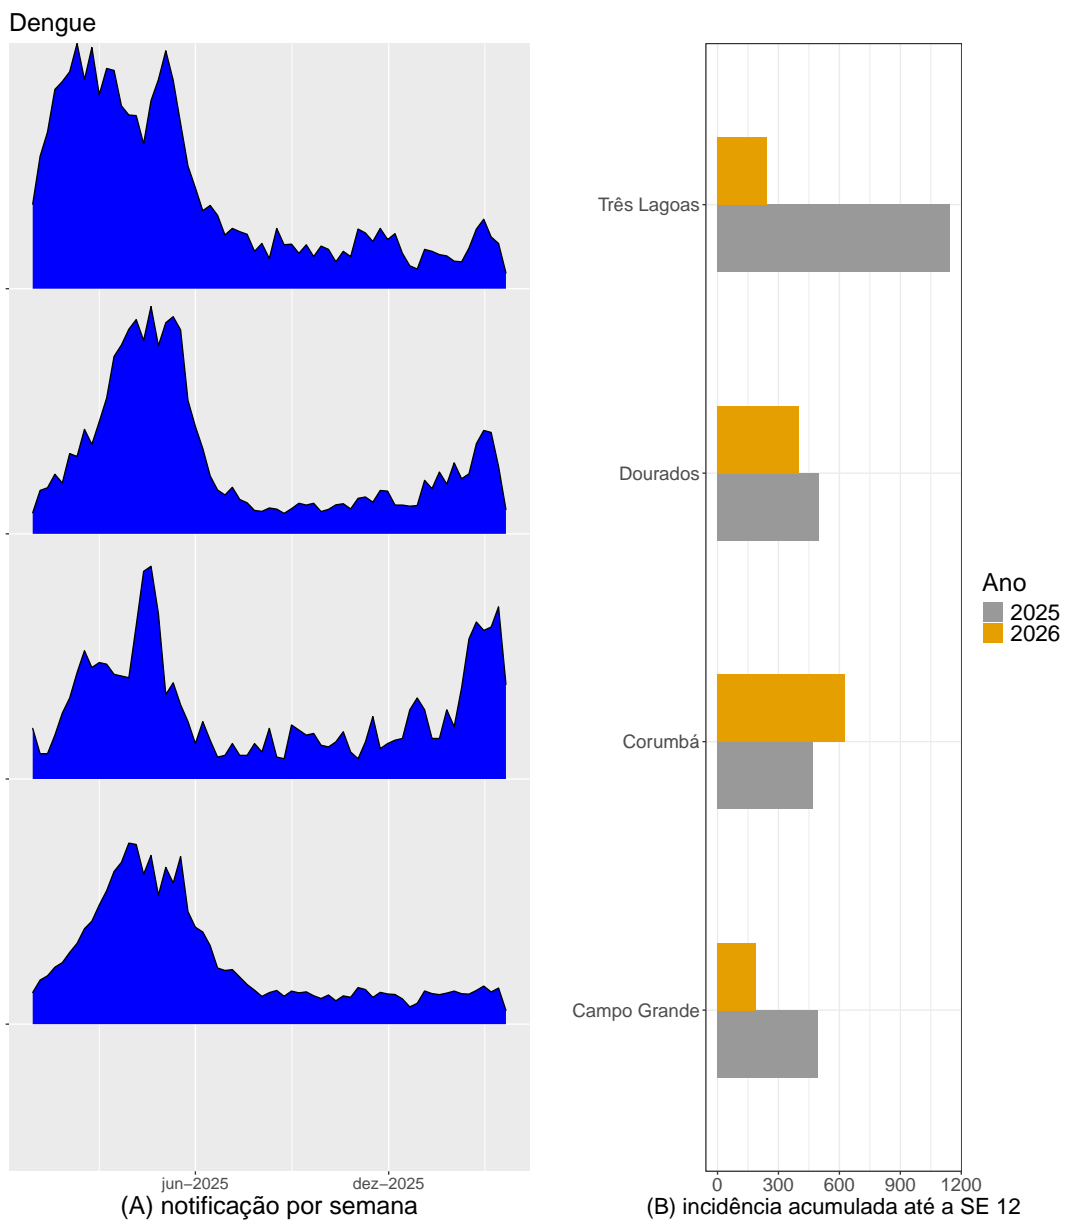 Dengue
Três Lagoas
Dourados
Corumbá
Campo Grande
Ano
2025
2026
jun–2025 dez–2025
(A) notificação por semana
0 300 600 900 1200
(B) incidência acumulada até a SE 12